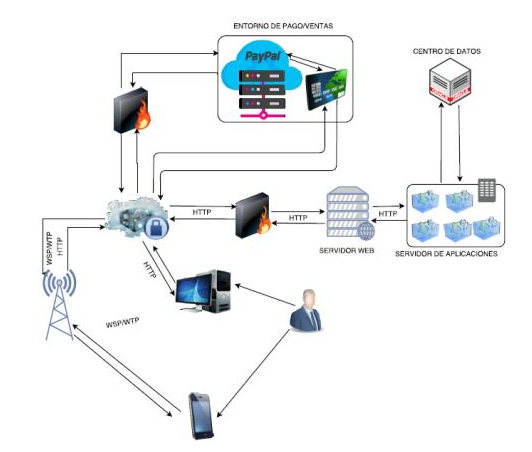 ENTORNO DE PAGO/VENTAS
PayPal
CENTRO DE DATOS
ORACLE
HTTP
HTTP
HTTP
SERVIDOR WEB
SERVIDOR DE APLICACIONES
WSP/WTP
HTTP
HTTP
WSP/WTP